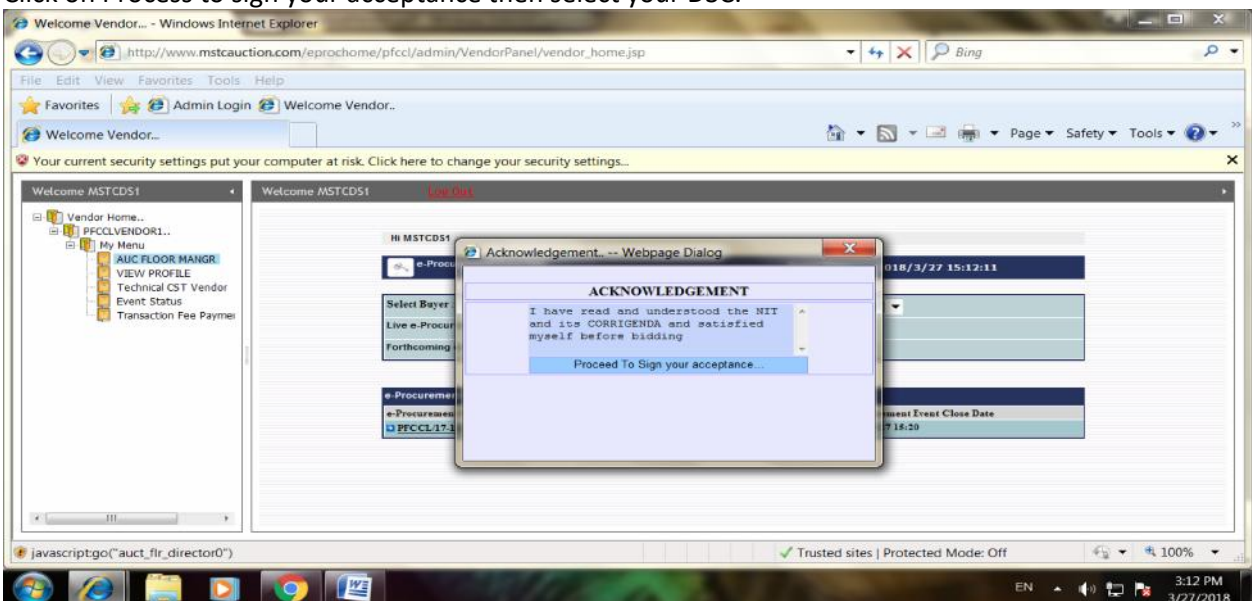 Click on Process to sign your acceptance then select your DSC.
Welcome Vendor... - Windows Internet Explorer
http://www.mstcauction.com/eprochome/pfccl/admin/VendorPanel/vendor_home.jsp
Bing
File Edit View Favorites Tools Help
Favorites Admin Login Welcome Vendor..
Welcome Vendor...
Page Safety Tools
Your current security settings put your computer at risk. Click here to change your security settings...
Welcome MSTCDS1
Welcome MSTCDS1 Log Out
Vendor Home..
PFCCLVENDOR1..
My Menu
AUC FLOOR MANGR
VIEW PROFILE
Technical CST Vendor
Event Status
Transaction Fee Paymer
Hi MSTCDS1
e-Procu
018/3/27 15:12:11
Select Buyer
Live e-Procur
Forthcoming
e-Procuremen
e-Procuremen
ement Event Close Date
PFCCL/17-1
7 15:20
Acknowledgement.. -- Webpage Dialog
ACKNOWLEDGEMENT
I have read and understood the NIT
and its CORRIGENDA and satisfied
myself before bidding
Proceed To Sign your acceptance...
javascript:go("auct_flr_director0")
Trusted sites | Protected Mode: Off
100%
EN
3:12 PM
3/27/2018